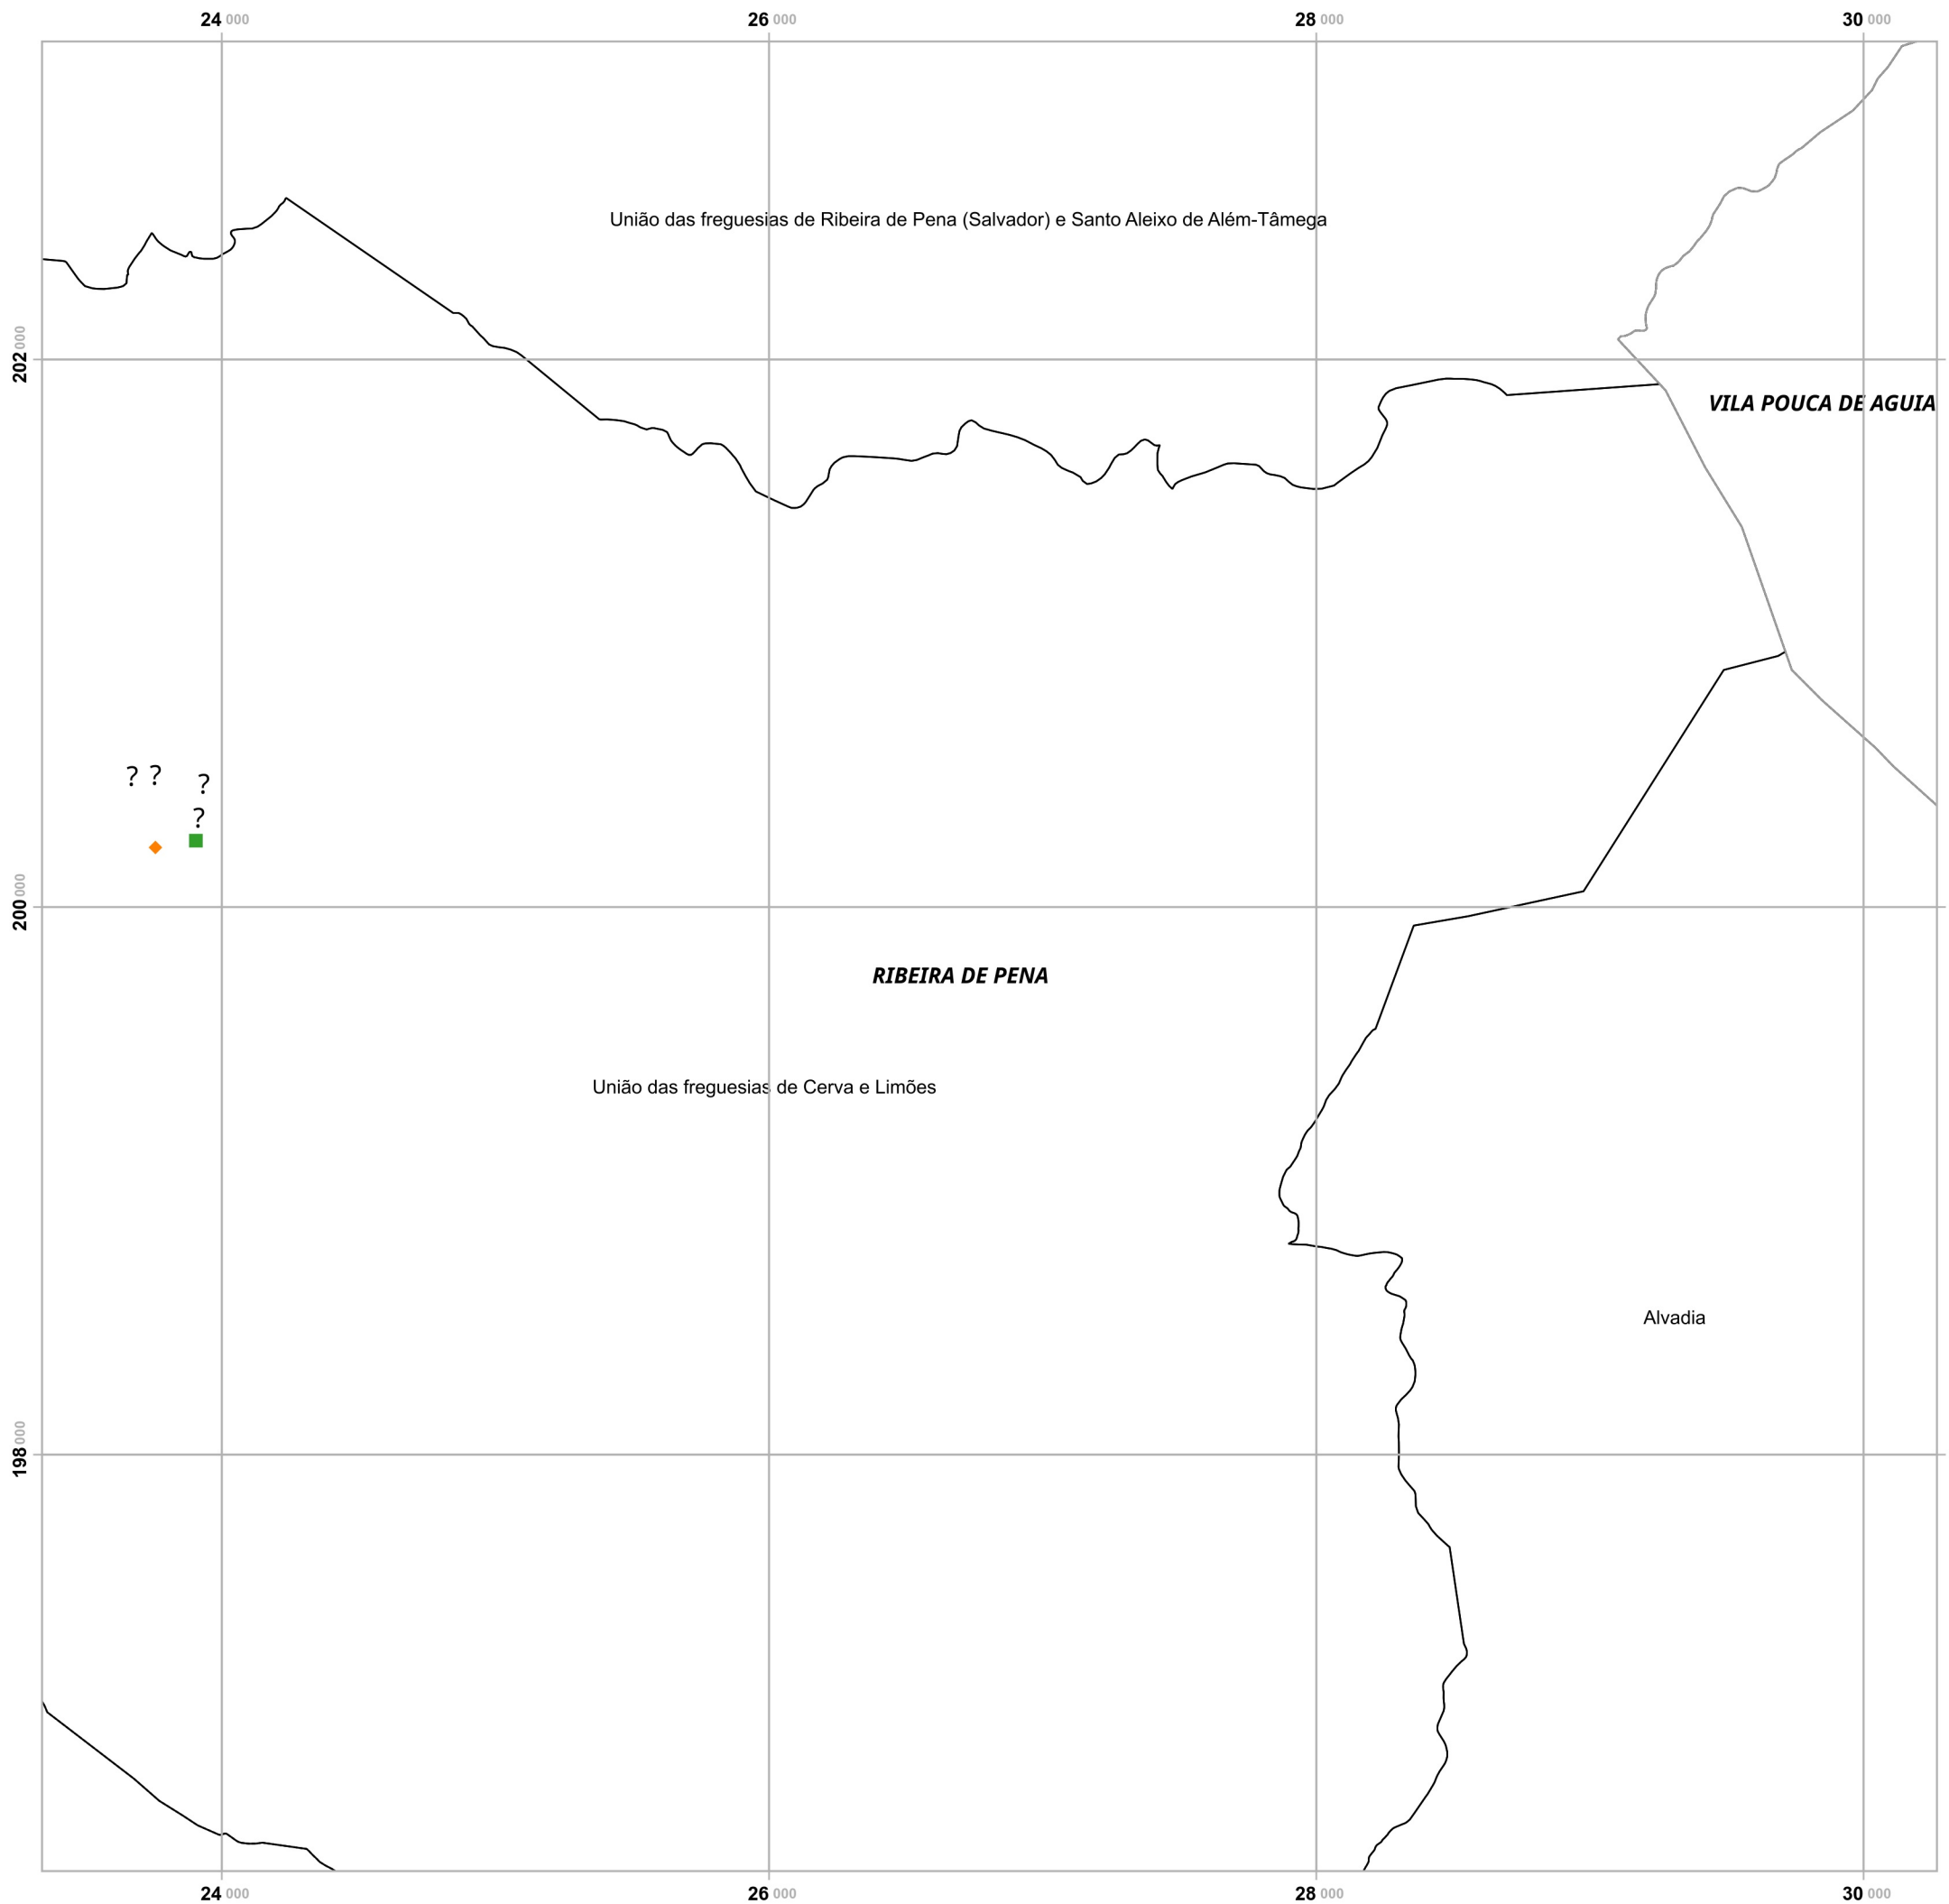 24 000 26 000 28 000 30 000
União das freguesias de Ribeira de Pena (Salvador) e Santo Aleixo de Além-Tâmega
202 000
VILA POUCA DE AGUIA
? ? ?
?
200 000
RIBEIRA DE PENA
União das freguesias de Cerva e Limões
Alvadia
198 000
24 000 26 000 28 000 30 000